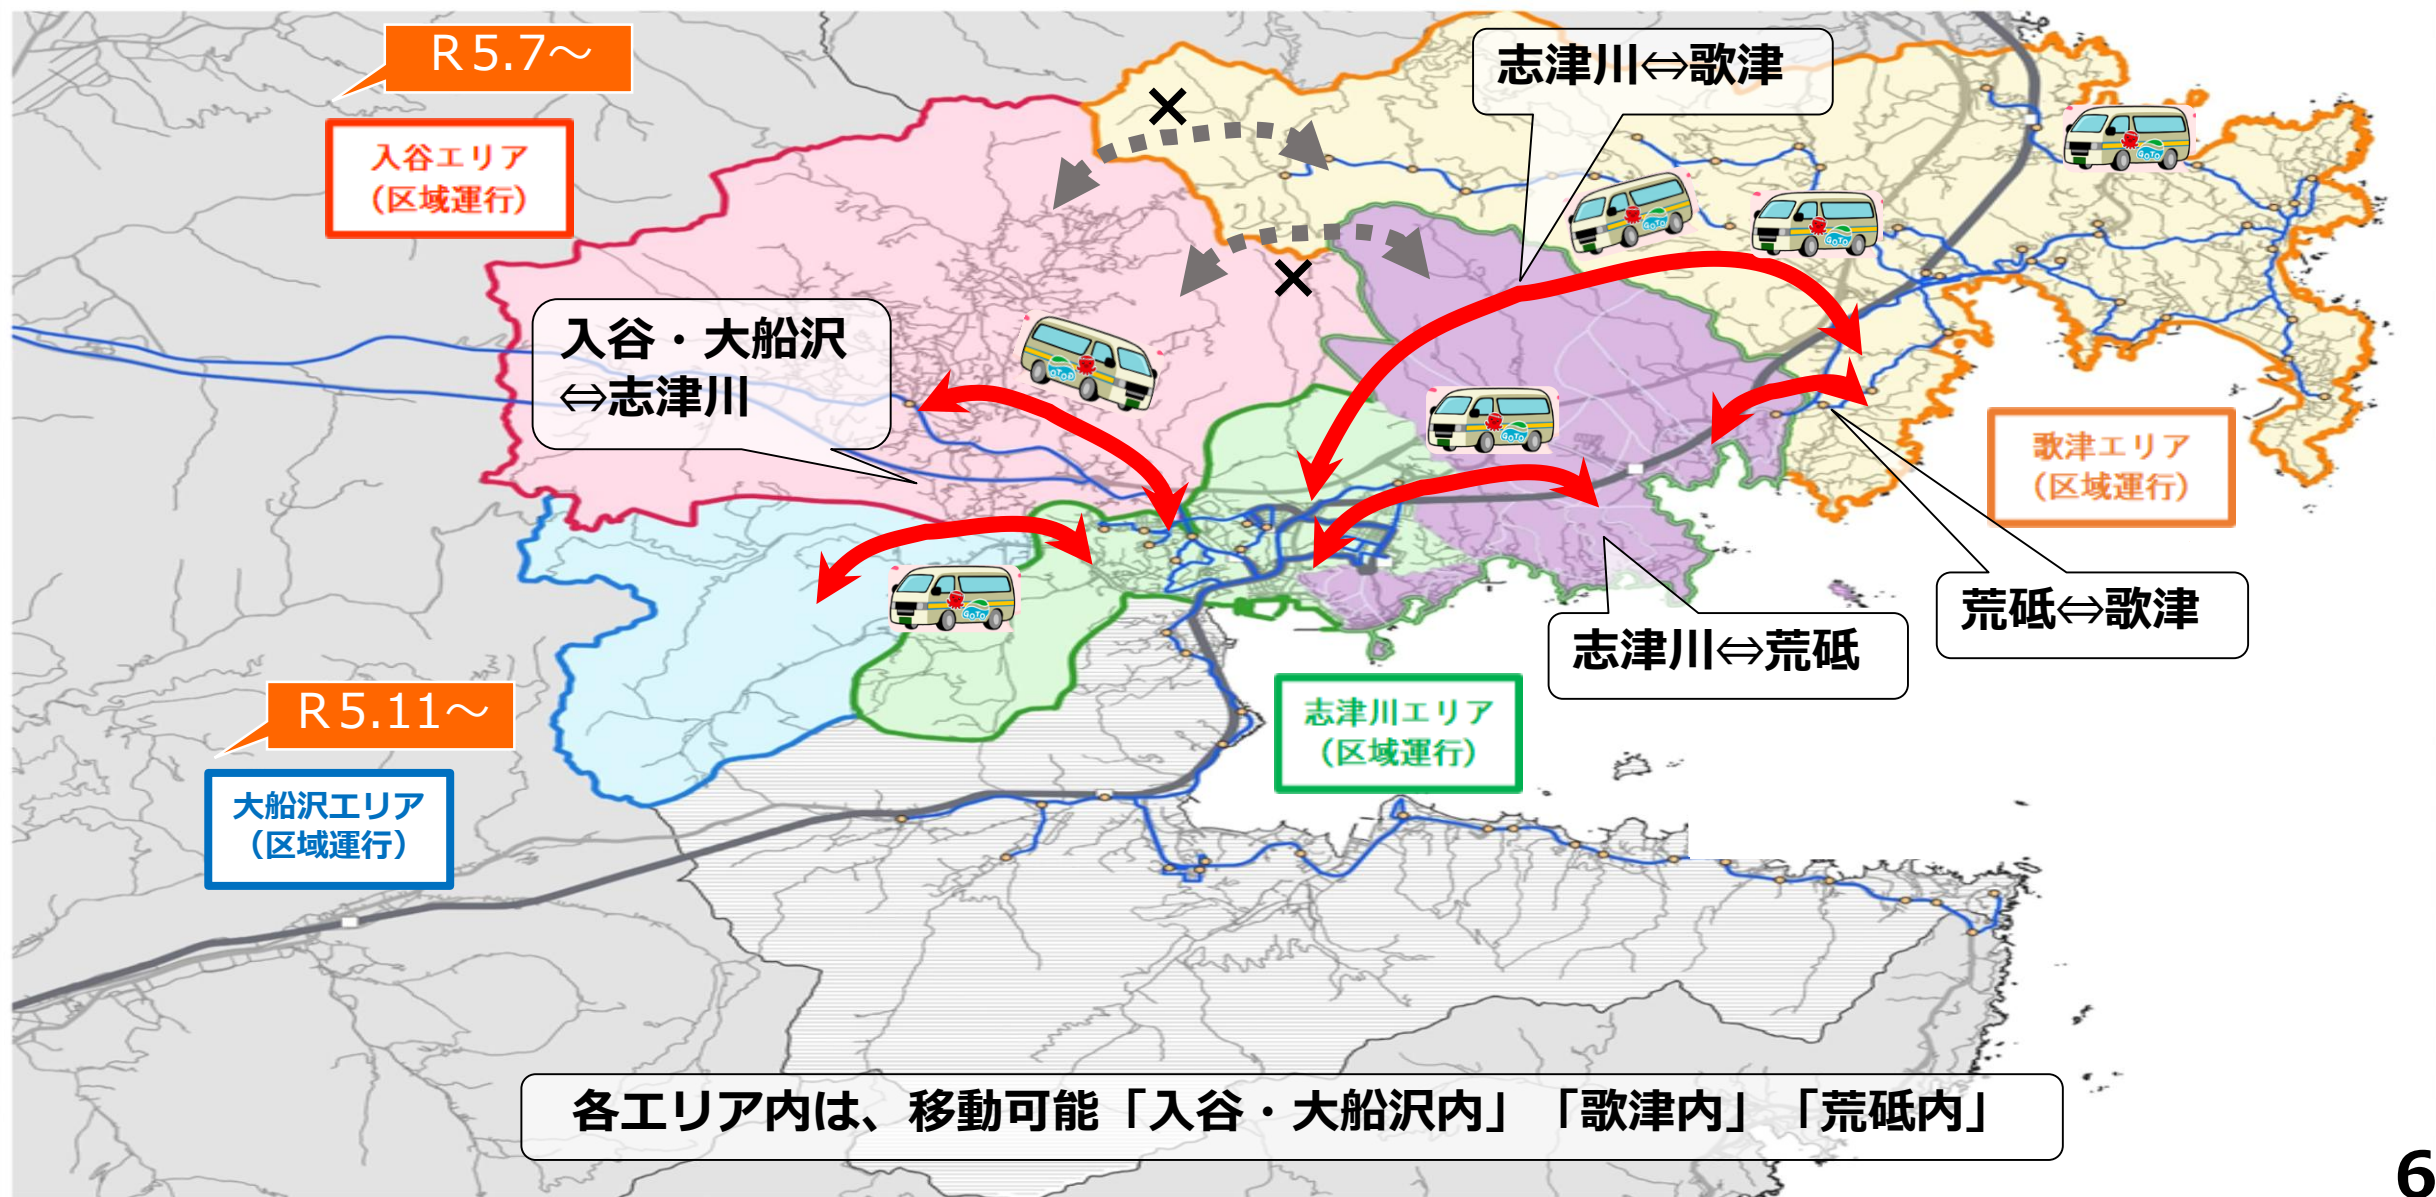 R5.7～
入谷エリア
（区域運行）
志津川⇔歌津
入谷・大船沢
⇔志津川
歌津エリア
（区域運行）
荒砥⇔歌津
志津川⇔荒砥
志津川エリア
（区域運行）
R5.11～
大船沢エリア
（区域運行）
各エリア内は、移動可能「入谷・大船沢内」「歌津内」「荒砥内」
6